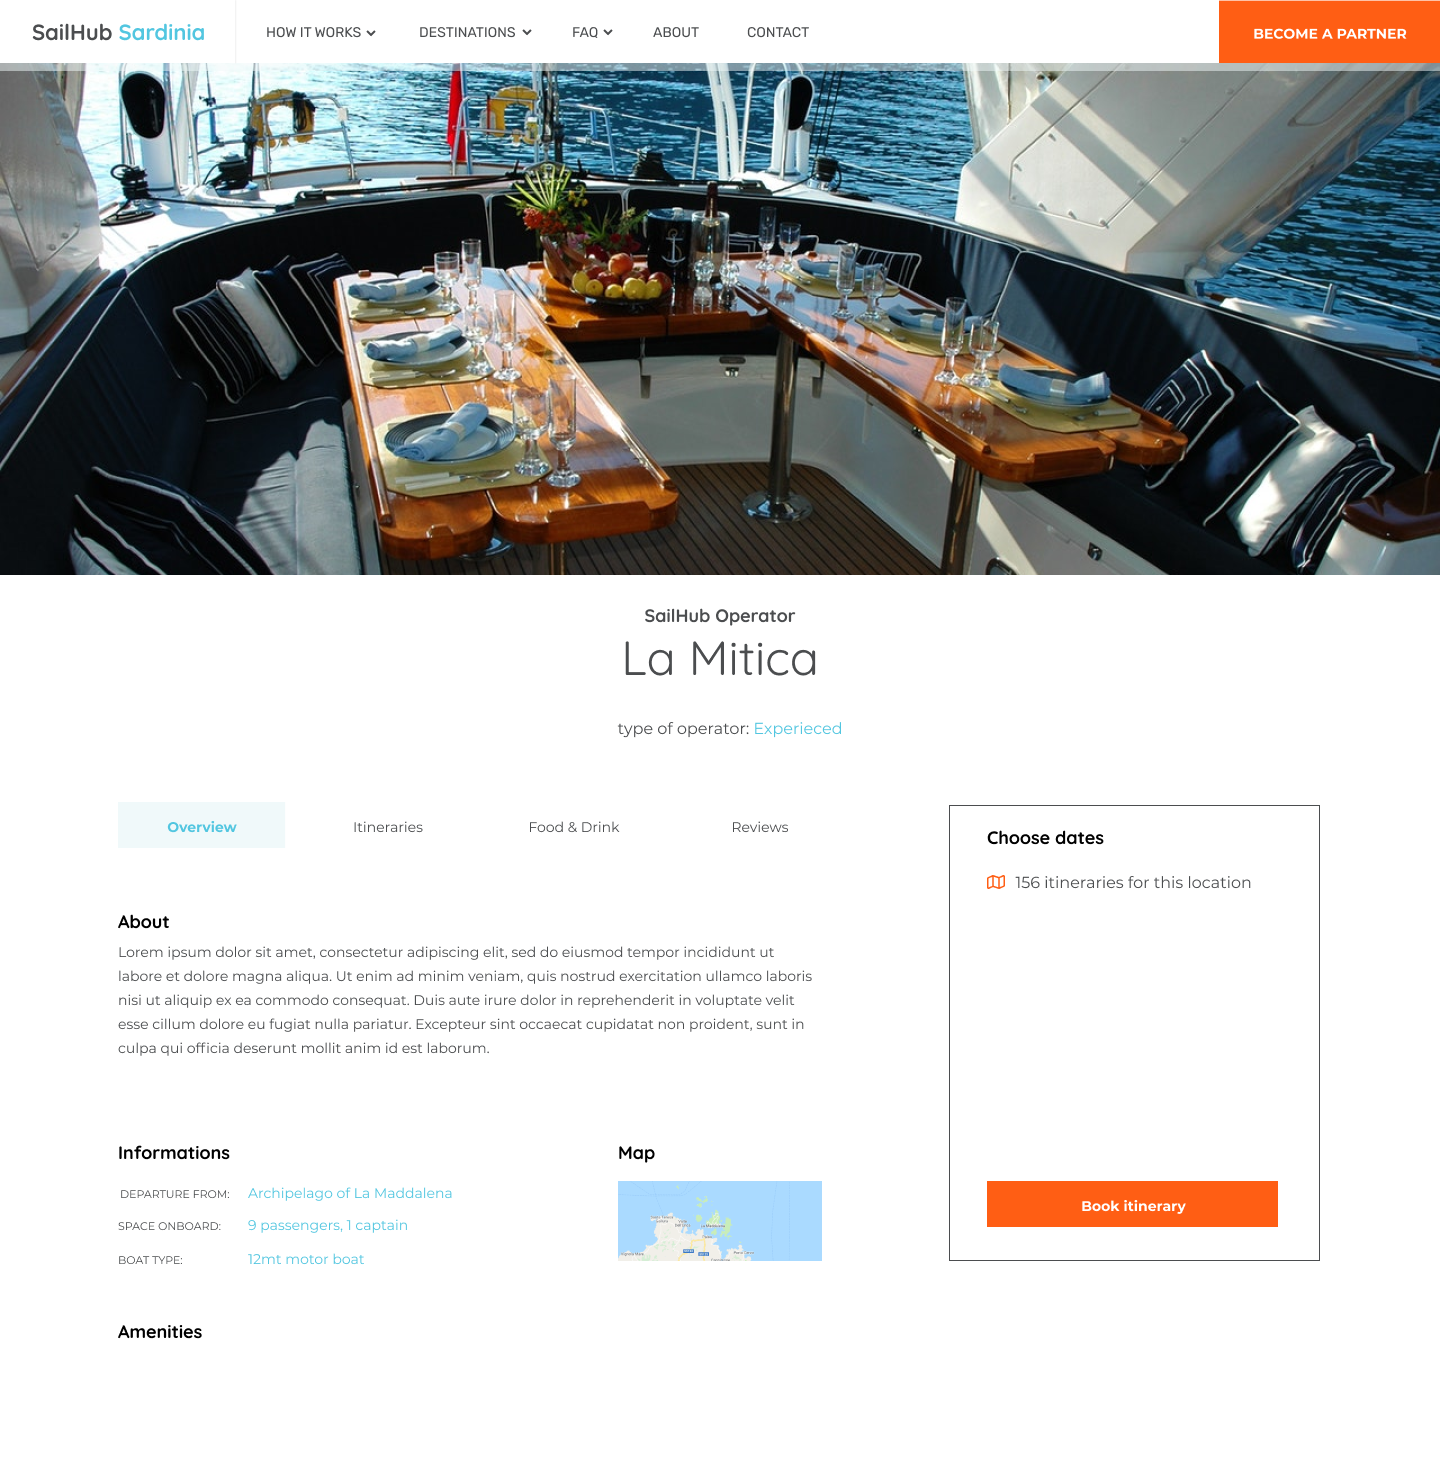 SailHub Sardinia
HOW IT WORKS
DESTINATIONS
FAQ
ABOUT
CONTACT
BECOME A PARTNER
SailHub Operator
La Mitica
type of operator: Experieced
Overview
Itineraries
Food & Drink
Reviews
Choose dates
156 itineraries for this location
About
Lorem ipsum dolor sit amet, consectetur adipiscing elit, sed do eiusmod tempor incididunt ut
labore et dolore magna aliqua. Ut enim ad minim veniam, quis nostrud exercitation ullamco laboris
nisi ut aliquip ex ea commodo consequat. Duis aute irure dolor in reprehenderit in voluptate velit
esse cillum dolore eu fugiat nulla pariatur. Excepteur sint occaecat cupidatat non proident, sunt in
culpa qui officia deserunt mollit anim id est laborum.
Informations
DEPARTURE FROM: Archipelago of La Maddalena
SPACE ONBOARD: 9 passengers, 1 captain
BOAT TYPE: 12mt motor boat
Map
Book itinerary
Amenities